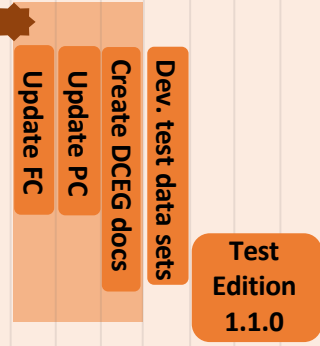 Update FC
Update PC
Create DCEG docs
Dev. test data sets
Test
Edition
1.1.0